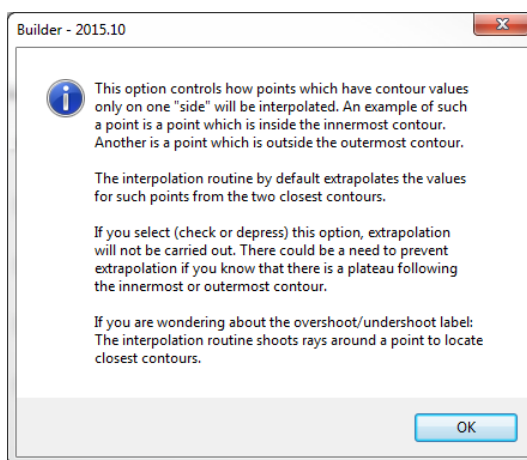 Builder - 2015.10
This option controls how points which have contour values
only on one "side" will be interpolated. An example of such
a point is a point which is inside the innermost contour.
Another is a point which is outside the outermost contour.
The interpolation routine by default extrapolates the values
for such points from the two closest contours.
If you select (check or depress) this option, extrapolation
will not be carried out. There could be a need to prevent
extrapolation if you know that there is a plateau following
the innermost or outermost contour.
If you are wondering about the overshoot/undershoot label:
The interpolation routine shoots rays around a point to locate
closest contours.
OK